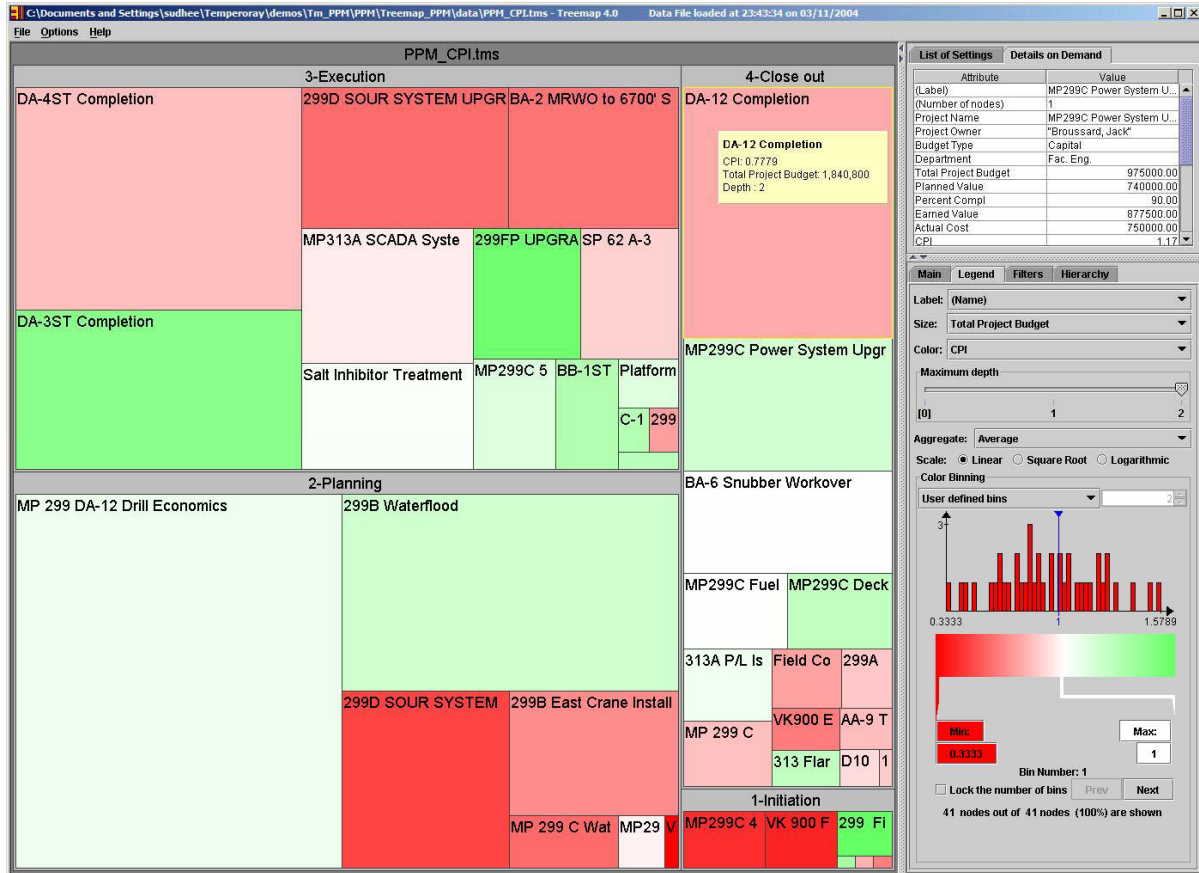 C:\Documents and Settings\sudhee\Temperoray\demos\Tm_PPM\PPM\Treemap_PPM\data\PPM_CPI.tms - Treemap 4.0 Data File loaded at 23:43:34 on 03/11/2004
File Options Help
PPM_CPI.tms
3-Execution
DA-4ST Completion
299D SOUR SYSTEM UPGR
BA-2 MRWO to 6700' S
MP313A SCADA Syste
299FP UPGRA
SP 62 A-3
DA-3ST Completion
Salt Inhibitor Treatment
MP299C 5
BB-1ST
Platform
C-1
299
4-Close out
DA-12 Completion
DA-12 Completion
CPI: 0.7779
Total Project Budget: 1,840,800
Depth : 2
MP299C Power System Upgr
BA-6 Snubber Workover
MP299C Fuel
MP299C Deck
313A P/L Is
Field Co
299A
MP 299 C
VK900 E
AA-9 T
313 Flar
D10
1
2-Planning
MP 299 DA-12 Drill Economics
299B Waterflood
299D SOUR SYSTEM
299B East Crane Install
MP 299 C Wat
MP29
V
1-Initiation
MP299C 4
VK 900 F
299 Fi
List of Settings
Details on Demand
Attribute Value
(Label) MP299C Power System U...
(Number of nodes) 1
Project Name MP299C Power System U...
Project Owner "Broussard, Jack"
Budget Type Capital
Department Fac. Eng.
Total Project Budget 975000.00
Planned Value 740000.00
Percent Compl 90.00
Earned Value 877500.00
Actual Cost 750000.00
CPI 1.17
Main Legend Filters Hierarchy
Label: (Name)
Size: Total Project Budget
Color: CPI
Maximum depth
[0] 1 2
Aggregate: Average
Scale: Linear Square Root Logarithmic
Color Binning
User defined bins 2
3
0.3333 1 1.5789
Min: Max:
0.3333 1
Bin Number: 1
Lock the number of bins Prev Next
41 nodes out of 41 nodes (100%) are shown